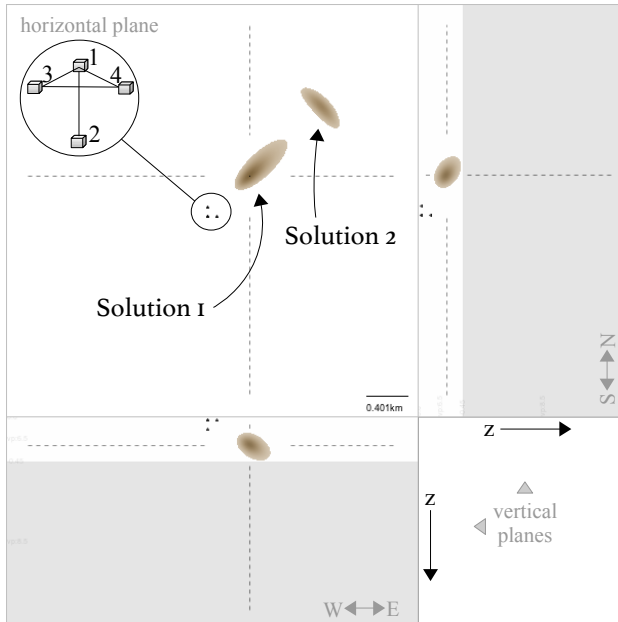 horizontal plane
1
3
4
2
Solution 2
Solution 1
0.401km
S
N
z
z
vertical
planes
W
E